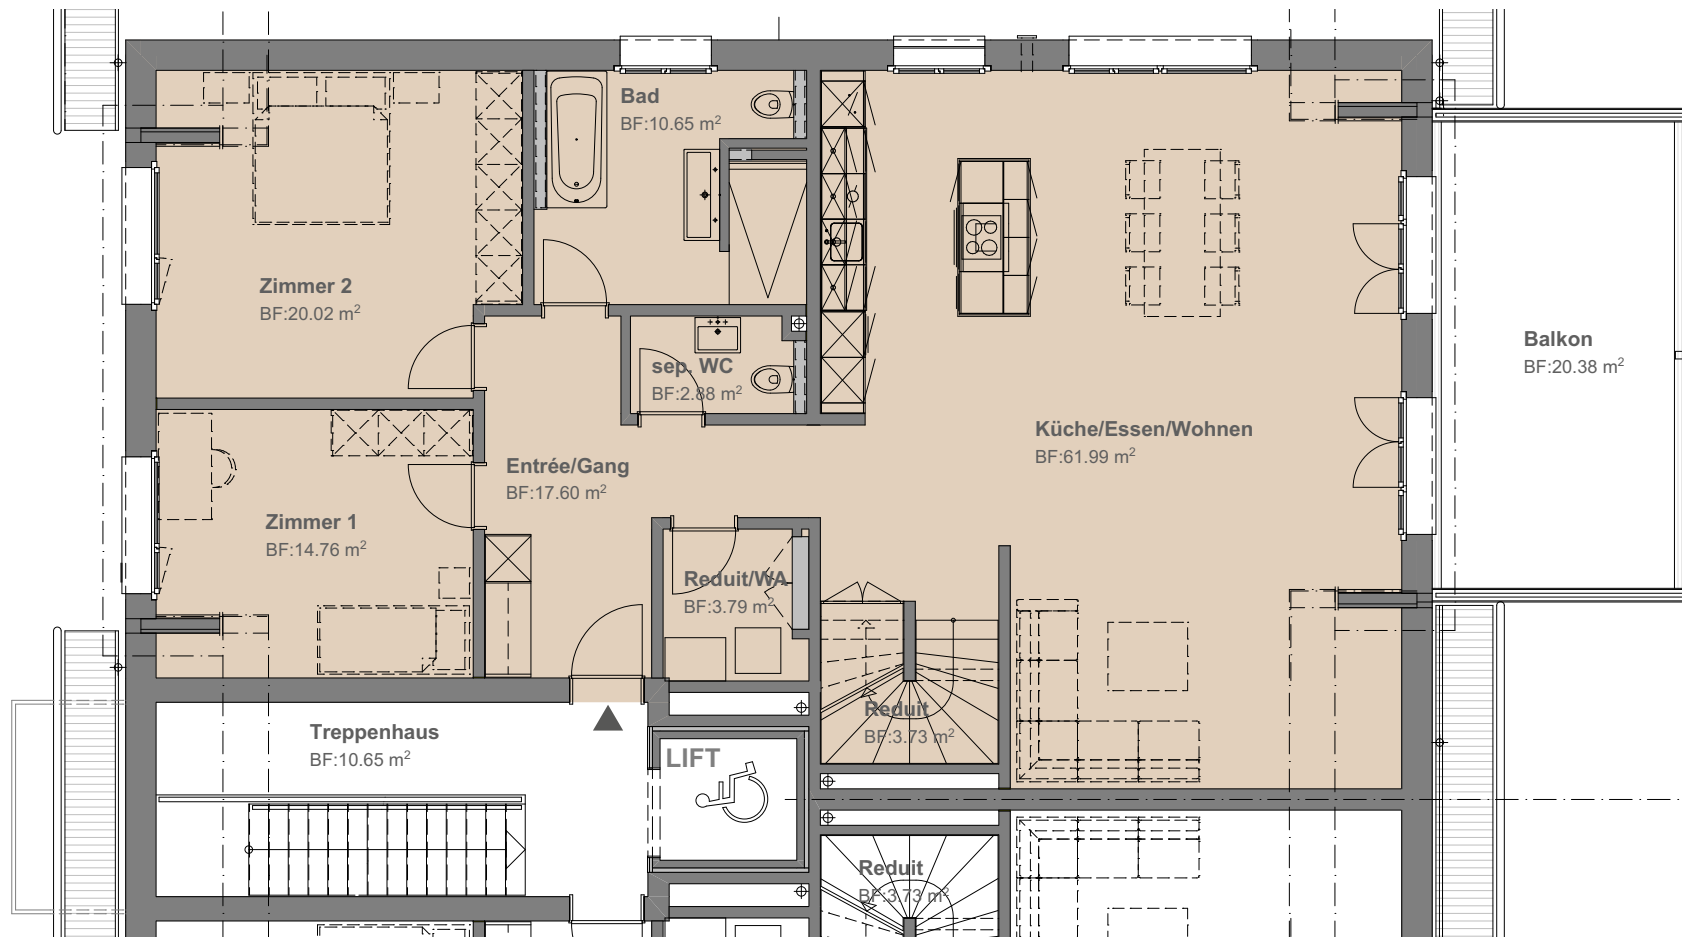 Bad
BF:10.65 m²
Zimmer 2
BF:20.02 m²
sep. WC
BF:2.88 m²
Balkon
BF:20.38 m²
Küche/Essen/Wohnen
BF:61.99 m²
Entrée/Gang
BF:17.60 m²
Zimmer 1
BF:14.76 m²
Reduit/WA
BF:3.79 m²
Reduit
BF:3.73 m²
Treppenhaus
BF:10.65 m²
LIFT
Reduit
BF:3.73 m²